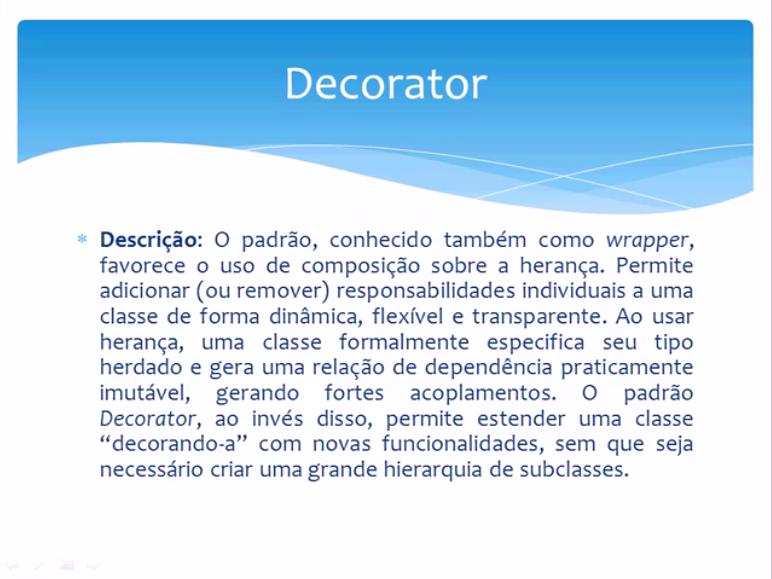 Decorator
* Descrição: O padrão, conhecido também como wrapper,
favorece o uso de composição sobre a herança. Permite
adicionar (ou remover) responsabilidades individuais a uma
classe de forma dinâmica, flexível e transparente. Ao usar
herança, uma classe formalmente especifica seu tipo
herdado e gera uma relação de dependência praticamente
imutável, gerando fortes acoplamentos. O padrão
Decorator, ao invés disso, permite estender uma classe
“decorando-a” com novas funcionalidades, sem que seja
necessário criar uma grande hierarquia de subclasses.